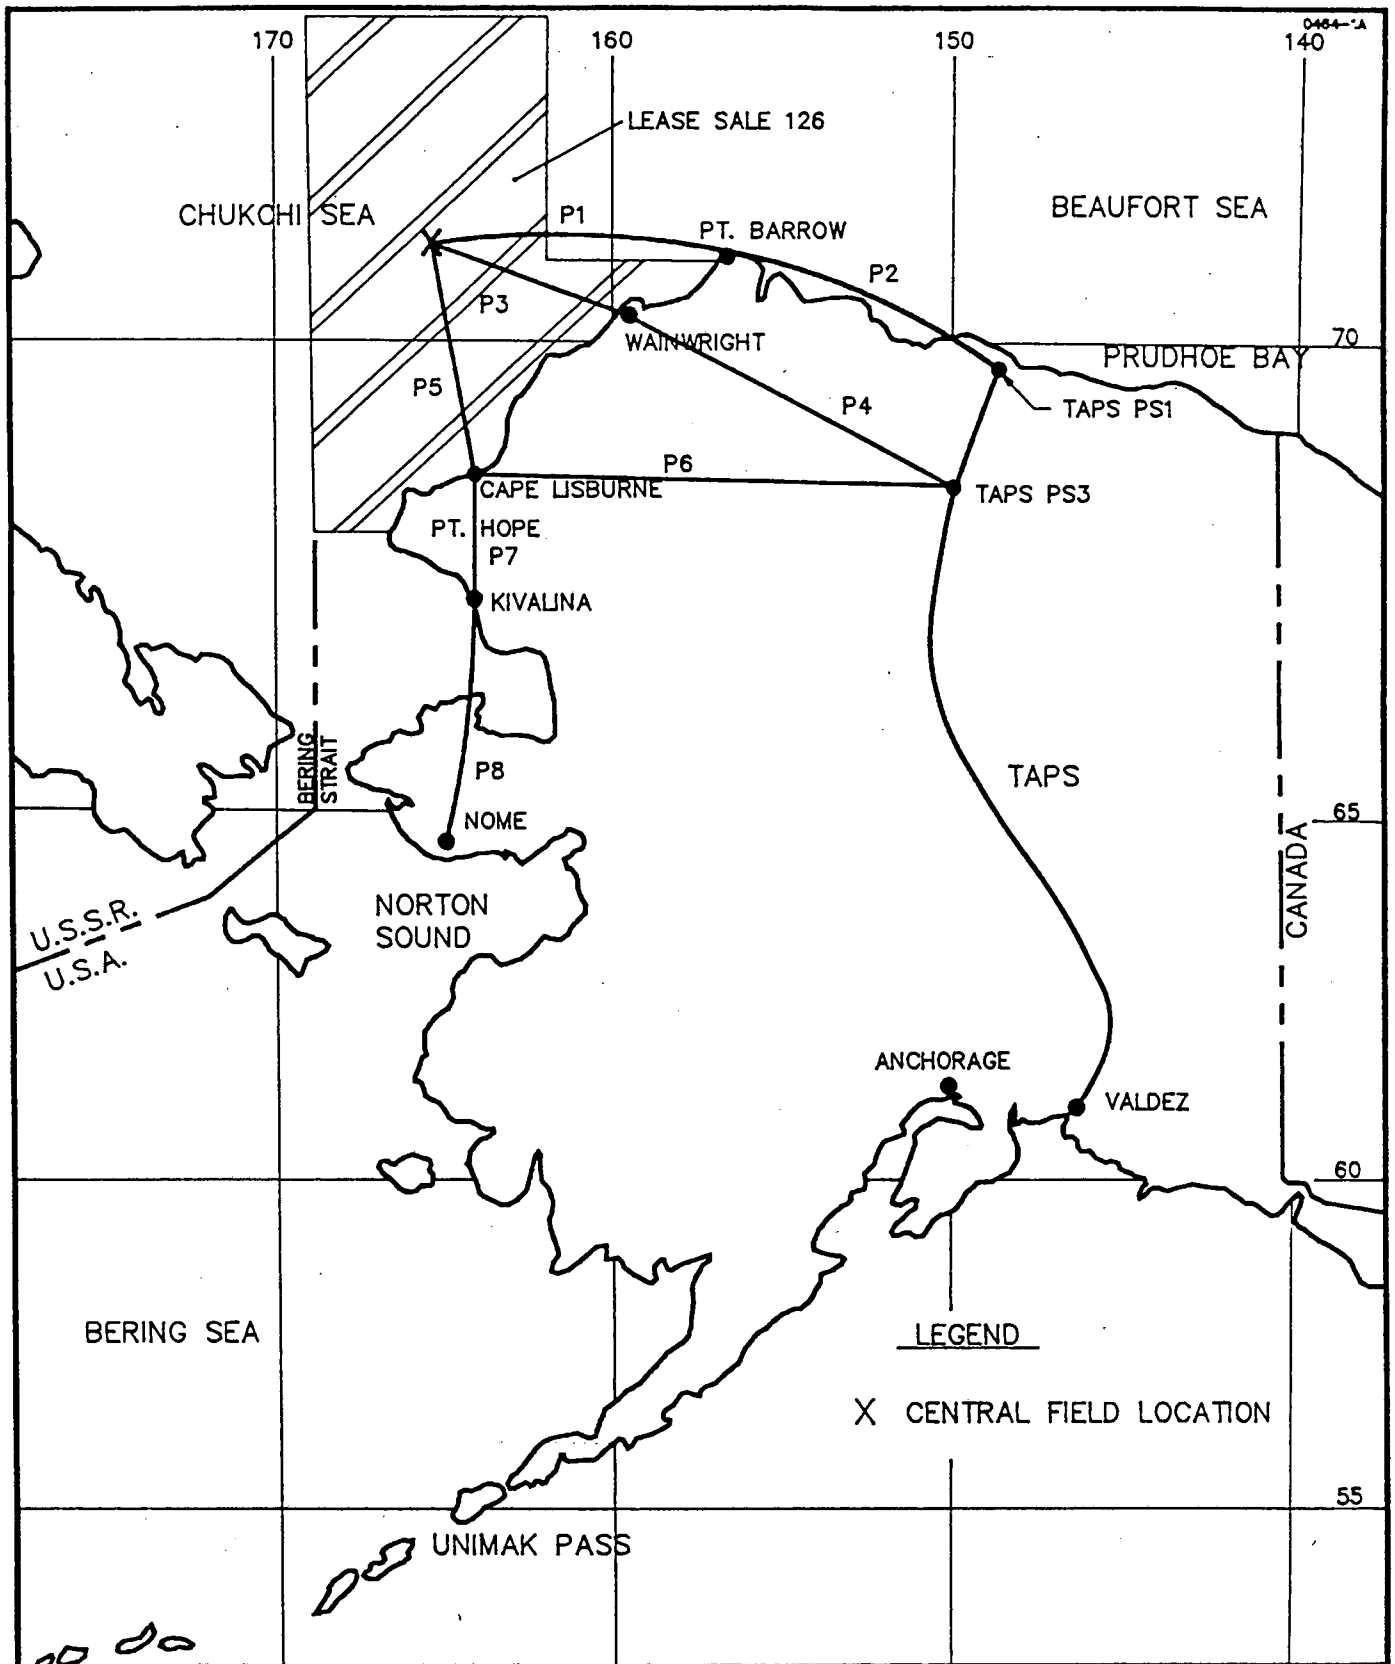 0464-1A
170
160
150
140
LEASE SALE 126
CHUKCHI SEA
P1
PT. BARROW
BEAUFORT SEA
P2
P3
WAINWRIGHT
70
PRUDHOE BAY
P5
P4
TAPS PS1
P6
CAPE LISBURNE
TAPS PS3
PT. HOPE
P7
KIVALINA
BERING
STRAIT
P8
TAPS
NOME
65
CANADA
NORTON
SOUND
U.S.S.R.
U.S.A.
ANCHORAGE
VALDEZ
60
BERING SEA
LEGEND
X CENTRAL FIELD LOCATION
55
UNIMAK PASS